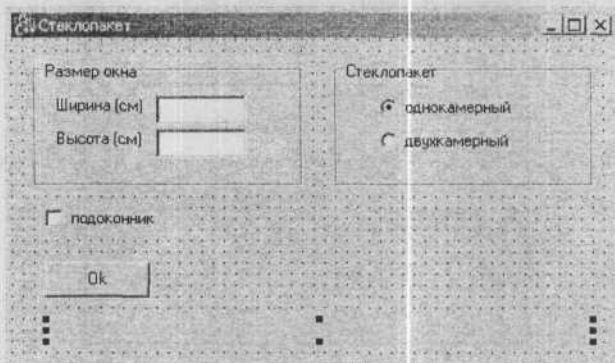 Стеклопакет
Размер окна
Ширина (см)
Высота (см)
Стеклопакет
однокамерный
двухкамерный
подоконник
Ok